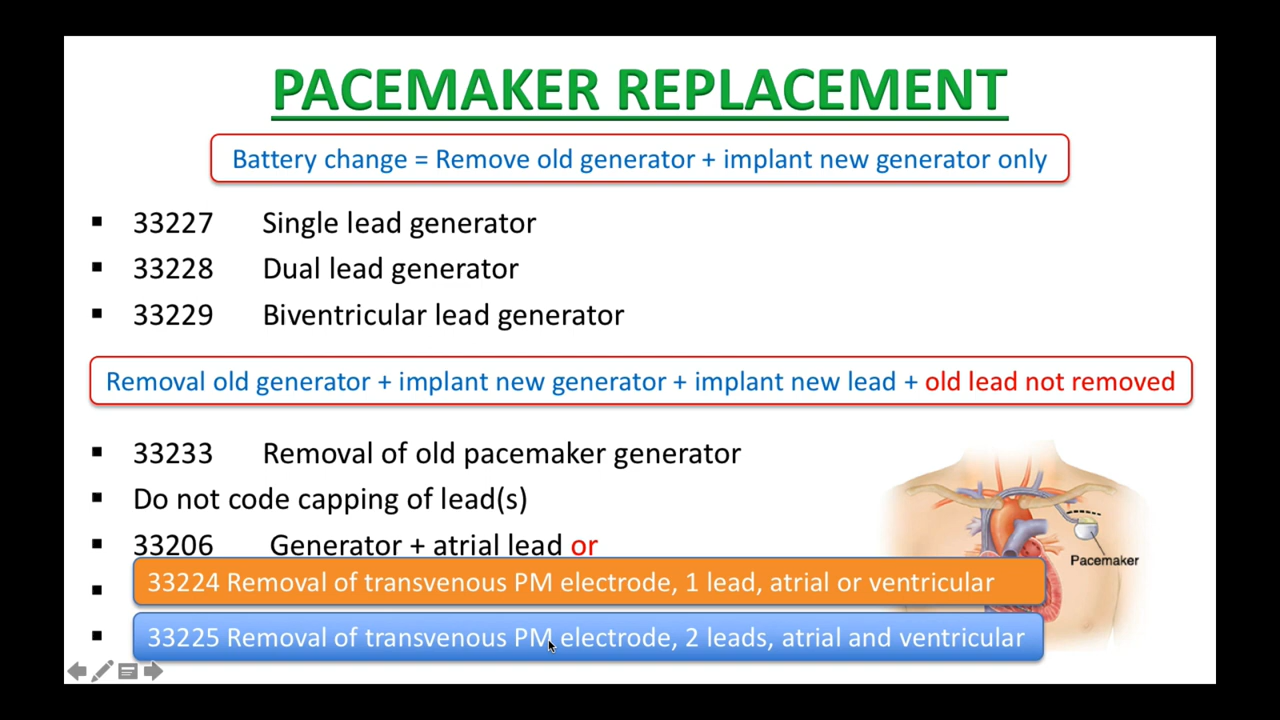 PACEMAKER REPLACEMENT
Battery change = Remove old generator + implant new generator only
▪ 33227 Single lead generator
▪ 33228 Dual lead generator
▪ 33229 Biventricular lead generator
Removal old generator + implant new generator + implant new lead + old lead not removed
▪ 33233 Removal of old pacemaker generator
▪ Do not code capping of lead(s)
▪ 33206 Generator + atrial lead or
Pacemaker
▪ 33224 Removal of transvenous PM electrode, 1 lead, atrial or ventricular
▪ 33225 Removal of transvenous PM electrode, 2 leads, atrial and ventricular